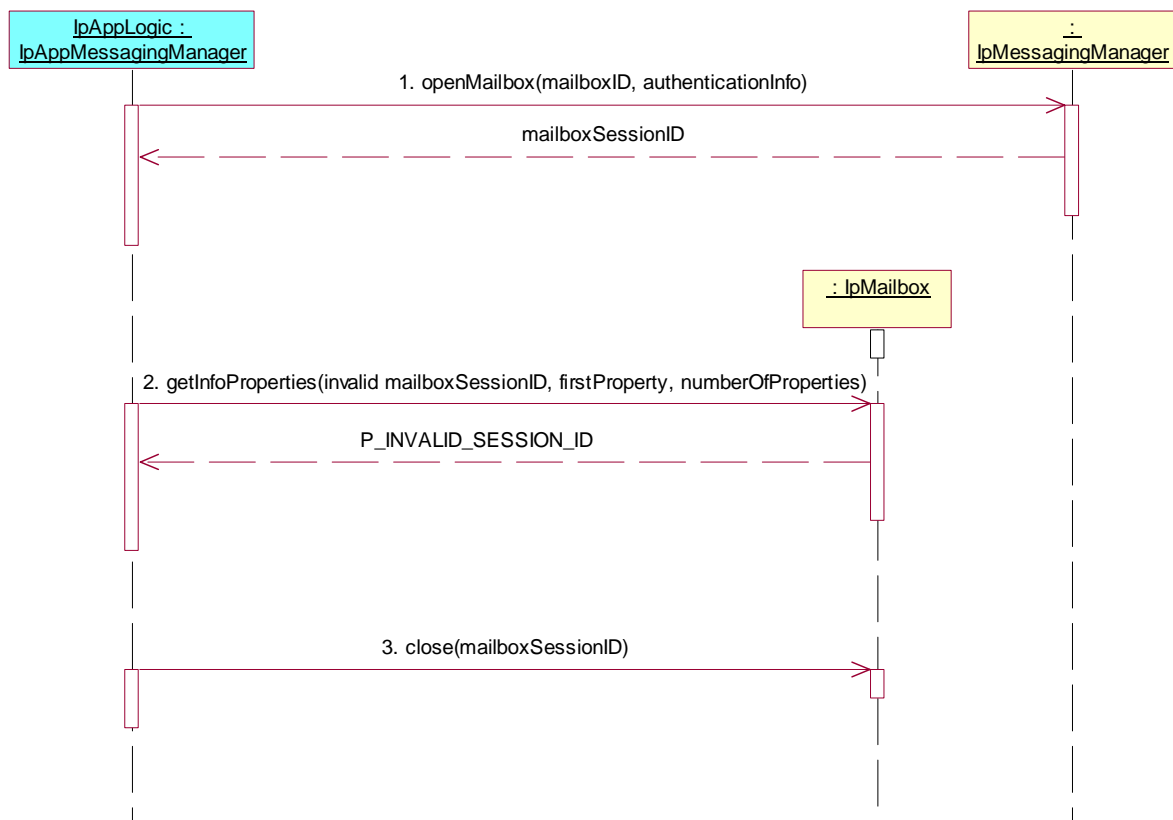 IpAppLogic :
IpAppMessagingManager
:
IpMessagingManager
1. openMailbox(mailboxID, authenticationInfo)
mailboxSessionID
: IpMailbox
2. getInfoProperties(invalid mailboxSessionID, firstProperty, numberOfProperties)
P_INVALID_SESSION_ID
3. close(mailboxSessionID)